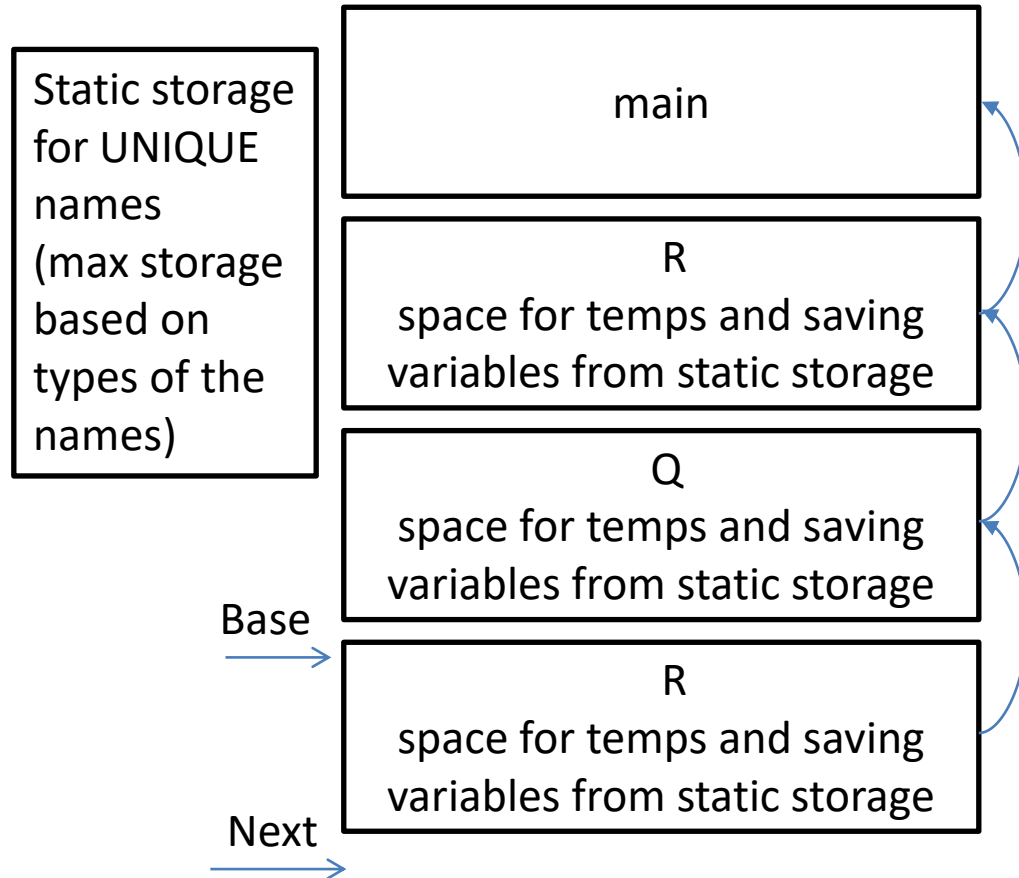 Static storage
for UNIQUE
names
(max storage
based on
types of the
names)
main
R
space for temps and saving
variables from static storage
Q
space for temps and saving
variables from static storage
Base
R
space for temps and saving
variables from static storage
Next